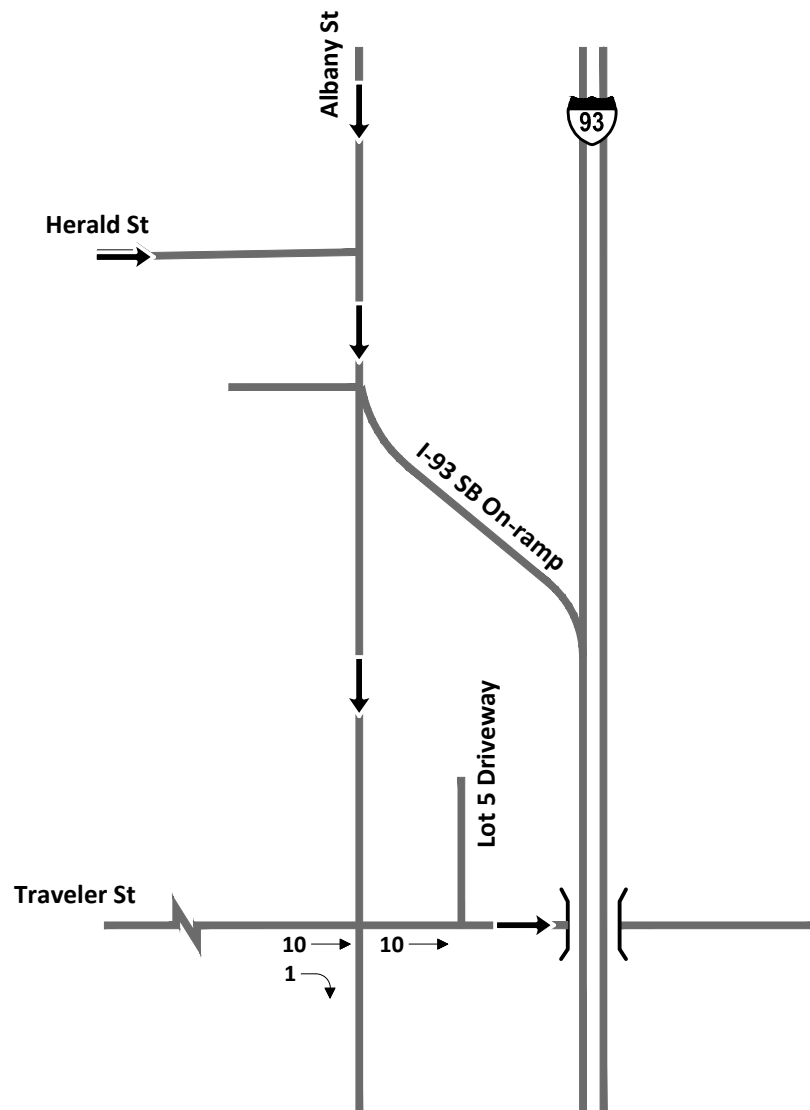 Albany St
93
Herald St
I-93 SB On-ramp
Lot 5 Driveway
Traveler St
10 10
1